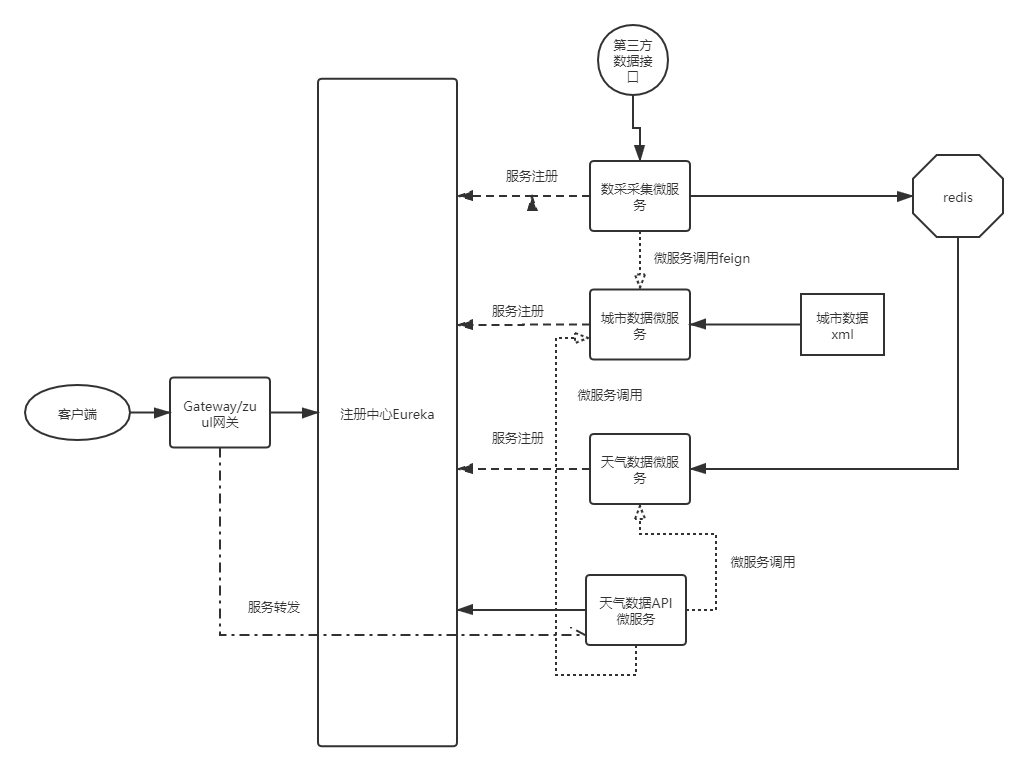 第三方
数据接
口
服务注册
数采采集微服
务
redis
微服务调用feign
服务注册
城市数据微服
务
城市数据
xml
微服务调用
客户端
Gateway/zu
ul网关
注册中心Eureka
服务注册
天气数据微服
务
微服务调用
服务转发
天气数据API
微服务